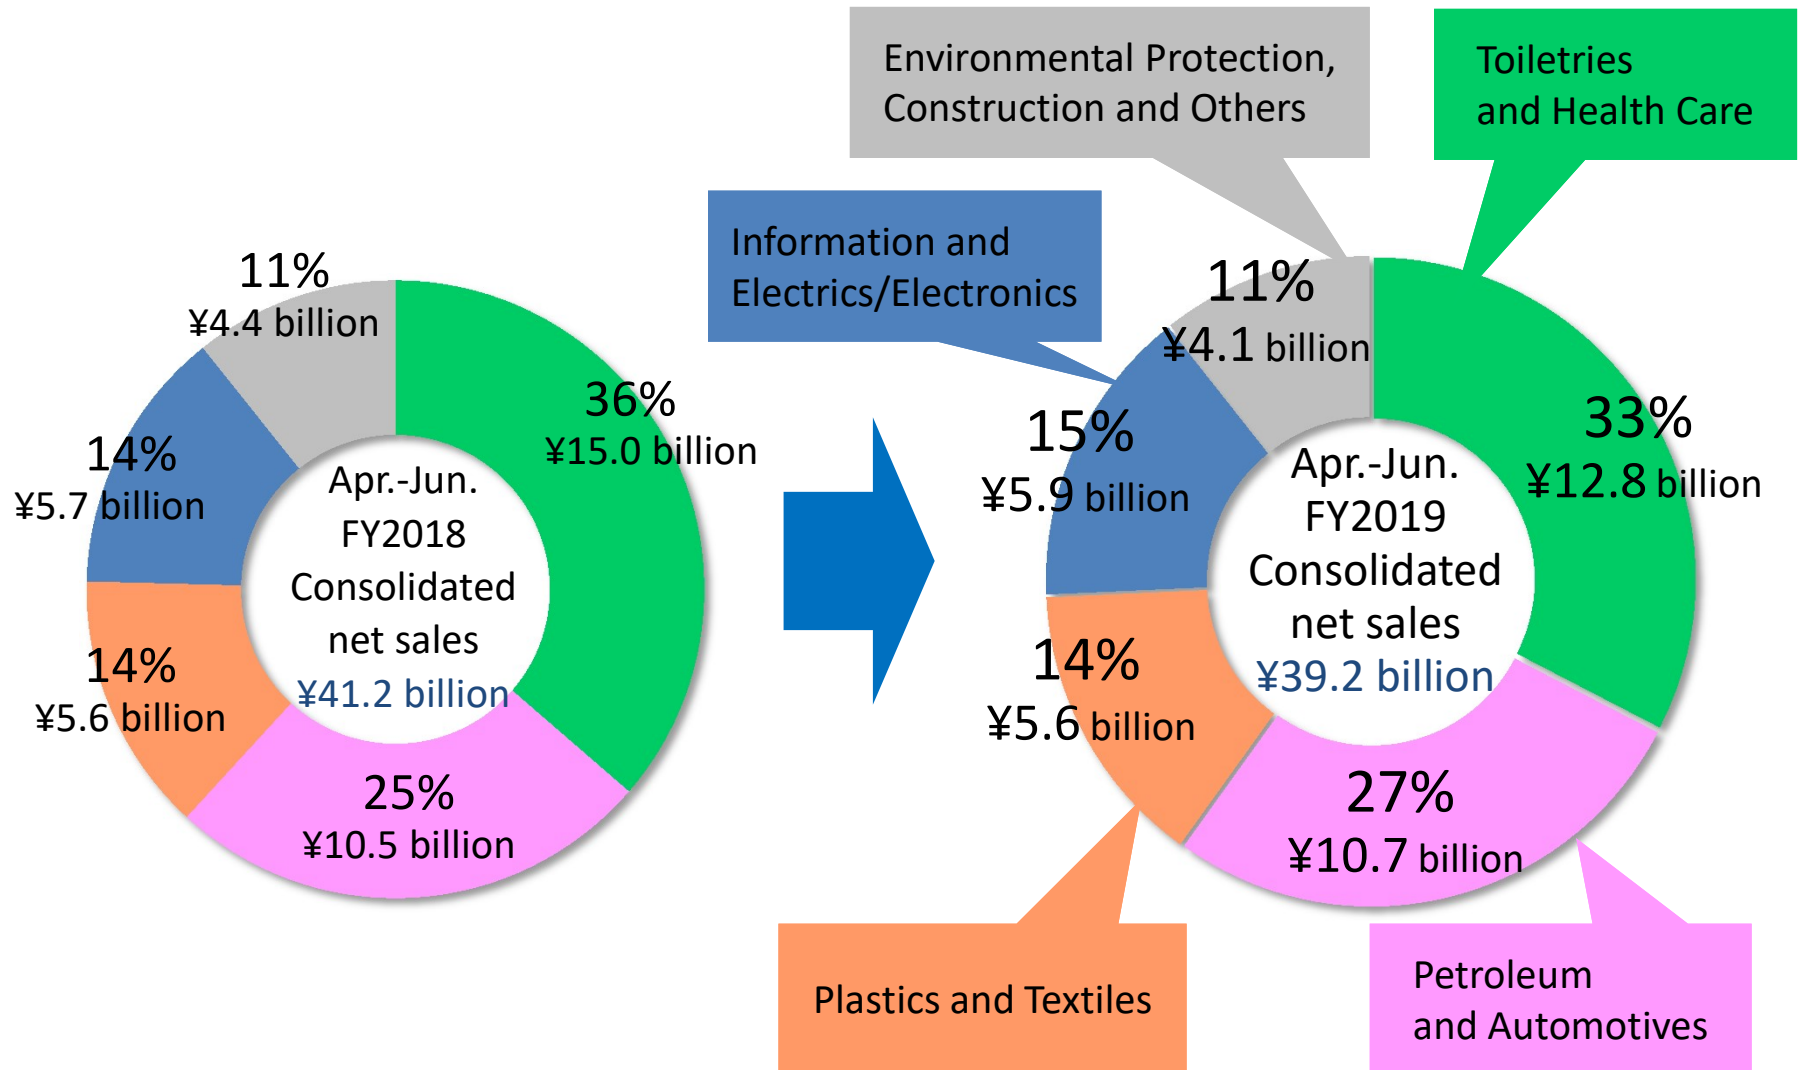 Environmental Protection,
Construction and Others
Toiletries
and Health Care
Information and
Electrics/Electronics
11%
¥4.4 billion
36%
¥15.0 billion
14%
¥5.7 billion
14%
¥5.6 billion
25%
¥10.5 billion
Apr.-Jun.
FY2018
Consolidated
net sales
¥41.2 billion
11%
¥4.1 billion
33%
¥12.8 billion
15%
¥5.9 billion
14%
¥5.6 billion
27%
¥10.7 billion
Apr.-Jun.
FY2019
Consolidated
net sales
¥39.2 billion
Plastics and Textiles
Petroleum
and Automotives